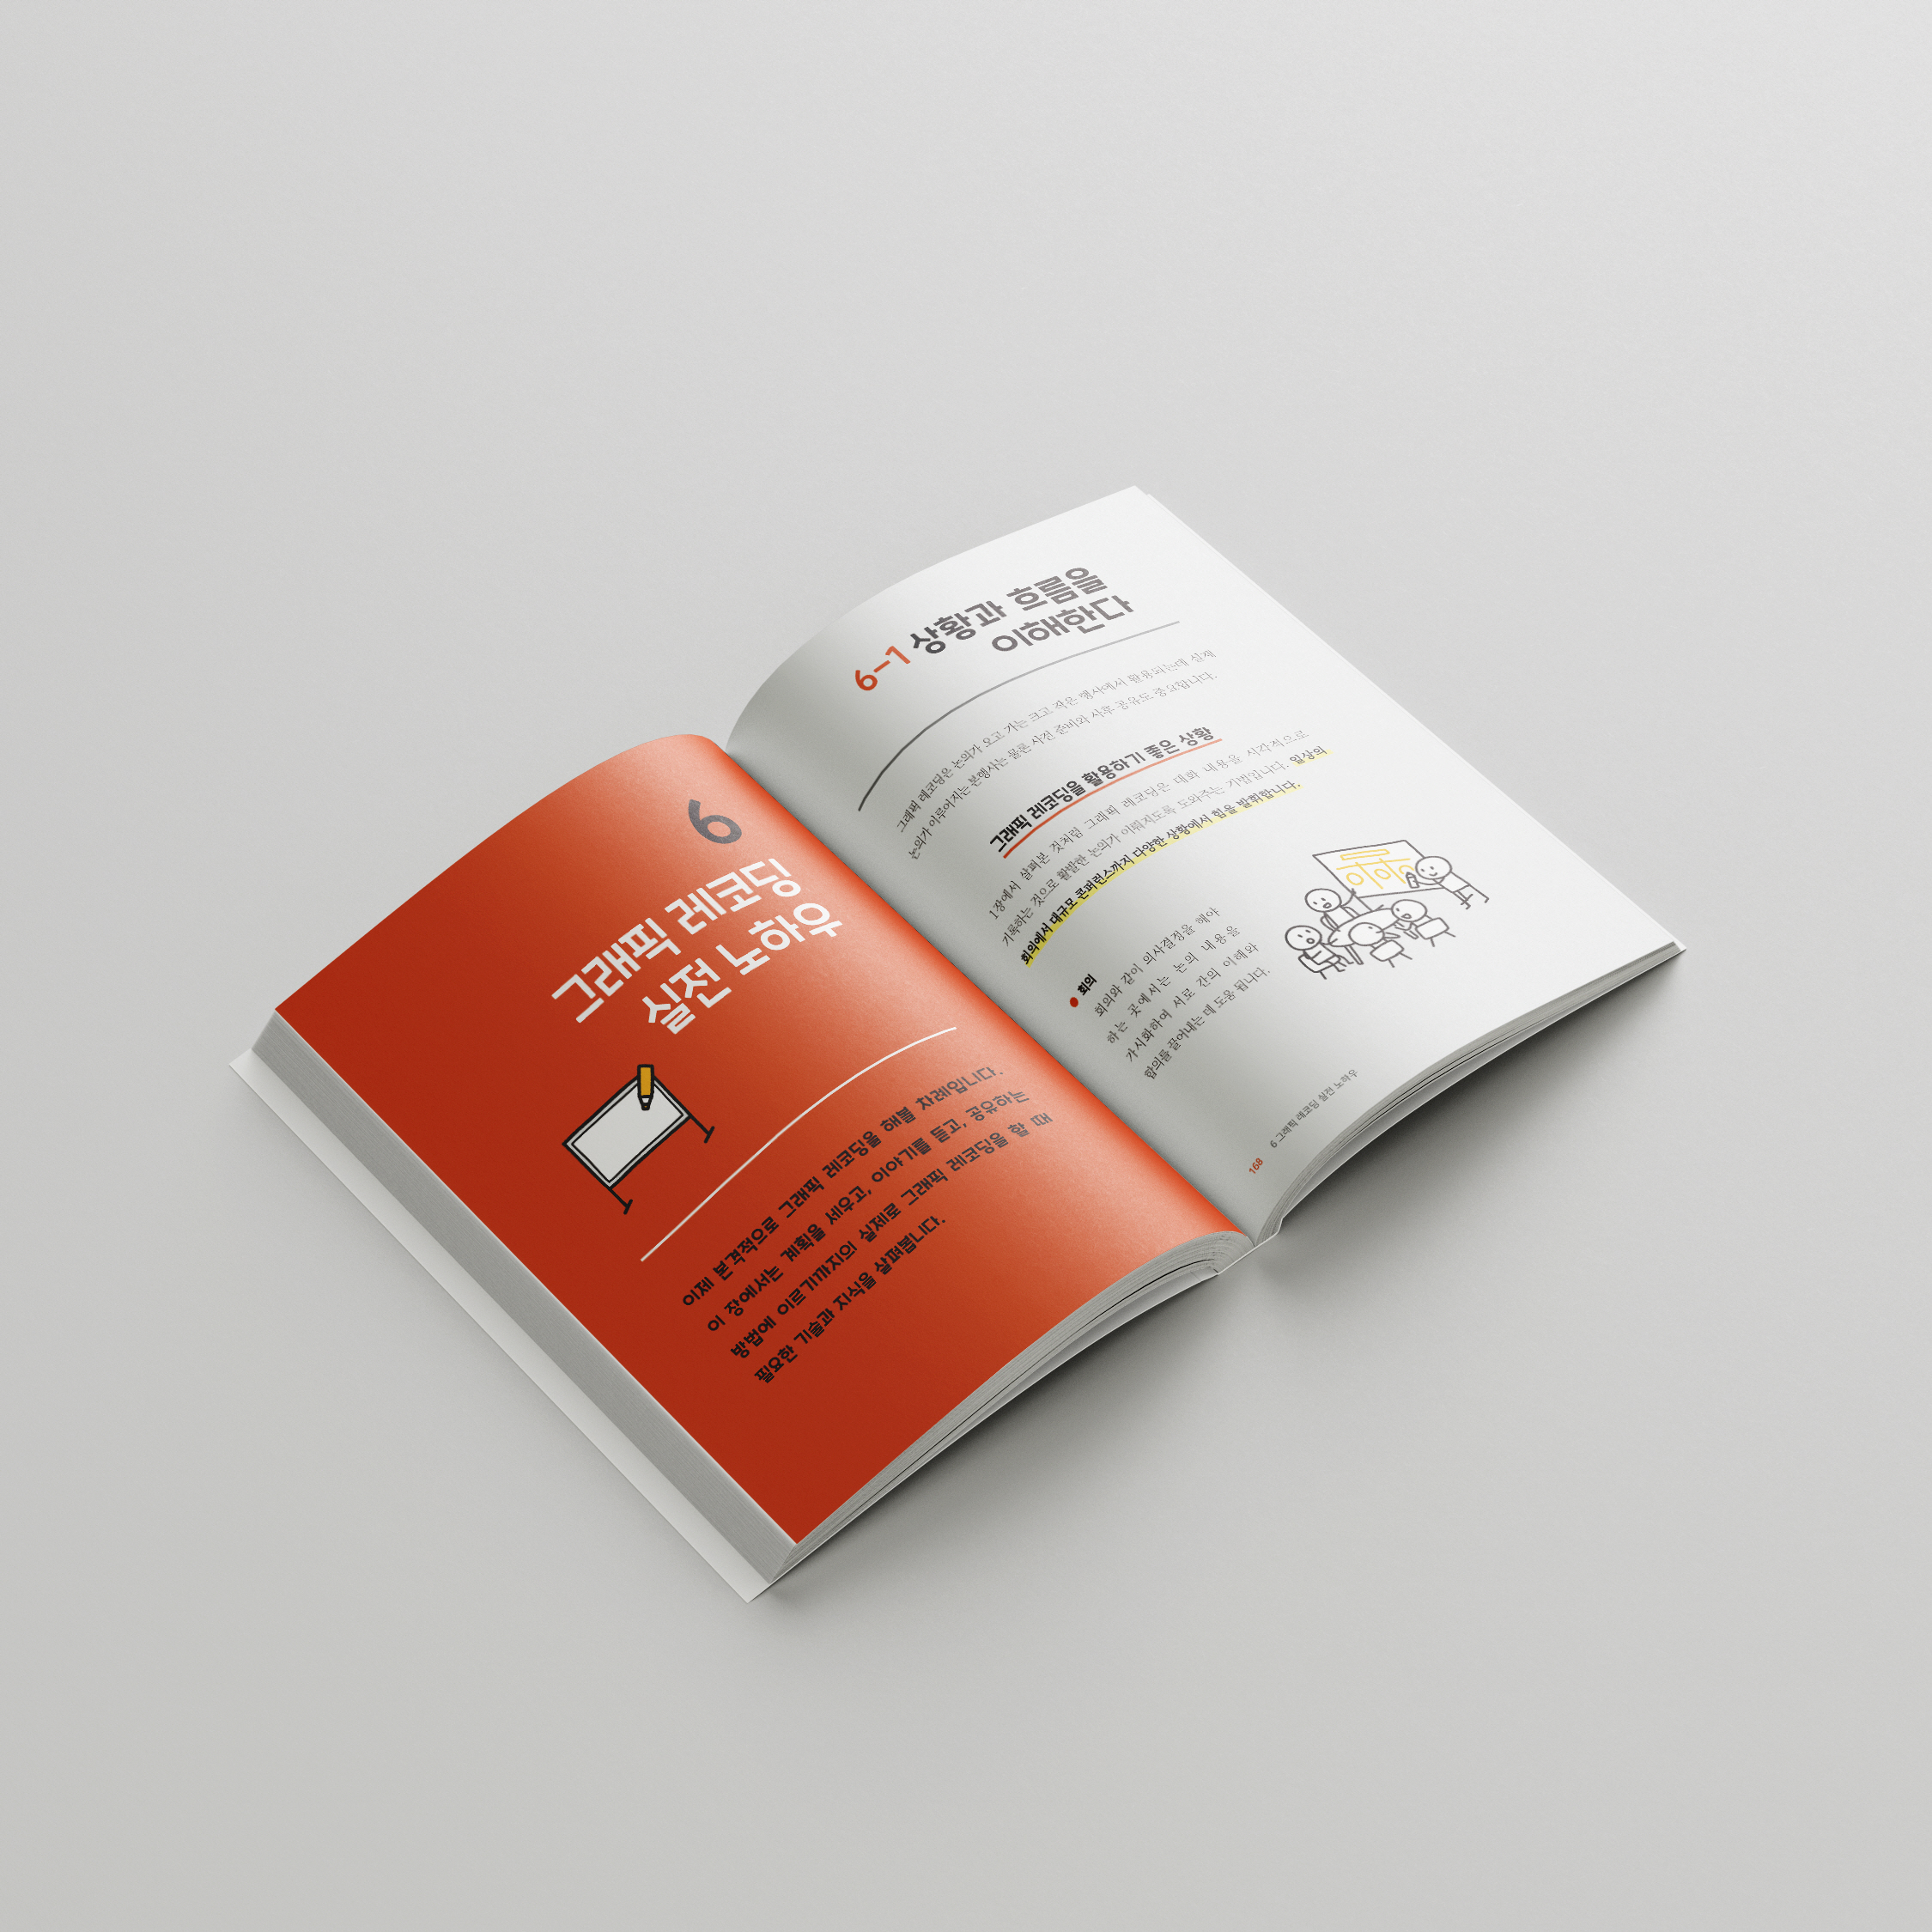 6
그래픽 레코딩
실전 노하우
이제 본격적으로 그래픽 레코딩을 해볼 차례입니다.
이 장에서는 계획을 세우고, 이야기를 듣고, 공유하는
방법에 이르기까지의 실제로 그래픽 레코딩을 할 때
필요한 기술과 지식을 살펴봅니다.
6-1 상황과 흐름을
이해한다
그래픽 레코딩은 논의가 오고 가는 크고 작은 행사에서 활용되는데 실제
논의가 이루어지는 본행사는 물론 사전 준비와 사후 공유도 중요합니다.
그래픽 레코딩을 활용하기 좋은 상황
1장에서 살펴본 것처럼 그래픽 레코딩은 대화 내용을 시각적으로
기록하는 것으로 활발한 논의가 이뤄지도록 도와주는 기법입니다. 일상의
회의에서 대규모 콘퍼런스까지 다양한 상황에서 힘을 발휘합니다.
회의
회의와 같이 의사결정을 해야
하는 곳에서는 논의 내용을
가시화하여 서로 간의 이해와
합의를 끌어내는 데 도움 됩니다.
168 6 그래픽 레코딩 실전 노하우